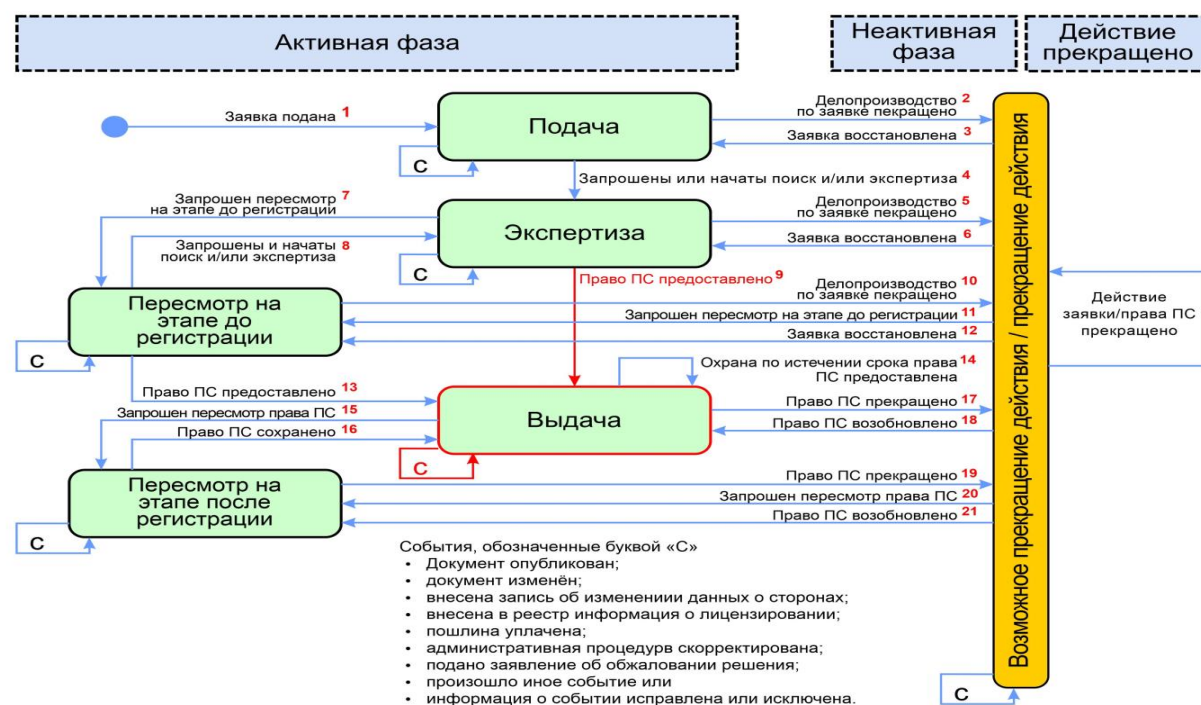 Активная фаза
Неактивная
фаза
Действие
прекращено
Заявка подана 1
Подача
С
Делопроизводство 2
по заявке пекращено
Заявка восстановлена 3
Запрошены или начаты поиск и/или экспертиза 4
Запрошен пересмотр 7
на этапе до регистрации
Запрошены и начаты 8
поиск и/или экспертиза
Экспертиза
С
Делопроизводство 5
по заявке пекращено
Заявка восстановлена 6
Право ПС предоставлено 9
Пересмотр на
этапе до
регистрации
С
Делопроизводство 10
по заявке пекращено
Запрошен пересмотр на этапе до регистрации 11
Заявка восстановлена 12
Действие
заявки/права ПС
прекращено
Охрана по истечении срока права 14
ПС предоставлена
Право ПС предоставлено 13
Запрошен пересмотр права ПС 15
Право ПС сохранено 16
Выдача
С
Право ПС прекращено 17
Право ПС возобновлено 18
Пересмотр на
этапе после
регистрации
С
Право ПС прекращено 19
Запрошен пересмотр права ПС 20
Право ПС возобновлено 21
Возможное прекращение действия / прекращение действия
С
События, обозначенные буквой «С»
• Документ опубликован;
• документ изменён;
• внесена запись об изменениии данных о сторонах;
• внесена в реестр информация о лицензировании;
• пошлина уплачена;
• административная процедурв скорректирована;
• подано заявление об обжаловании решения;
• произошло иное событие или
• информация о событии исправлена или исключена.